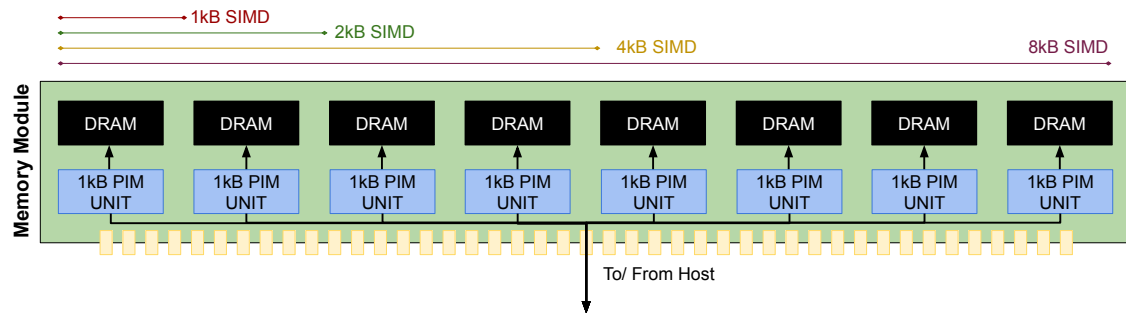 1kB SIMD
2kB SIMD
4kB SIMD
8kB SIMD
Memory Module
DRAM DRAM DRAM DRAM DRAM DRAM DRAM DRAM
1kB PIM 1kB PIM 1kB PIM 1kB PIM 1kB PIM 1kB PIM 1kB PIM 1kB PIM
UNIT UNIT UNIT UNIT UNIT UNIT UNIT UNIT
To/ From Host